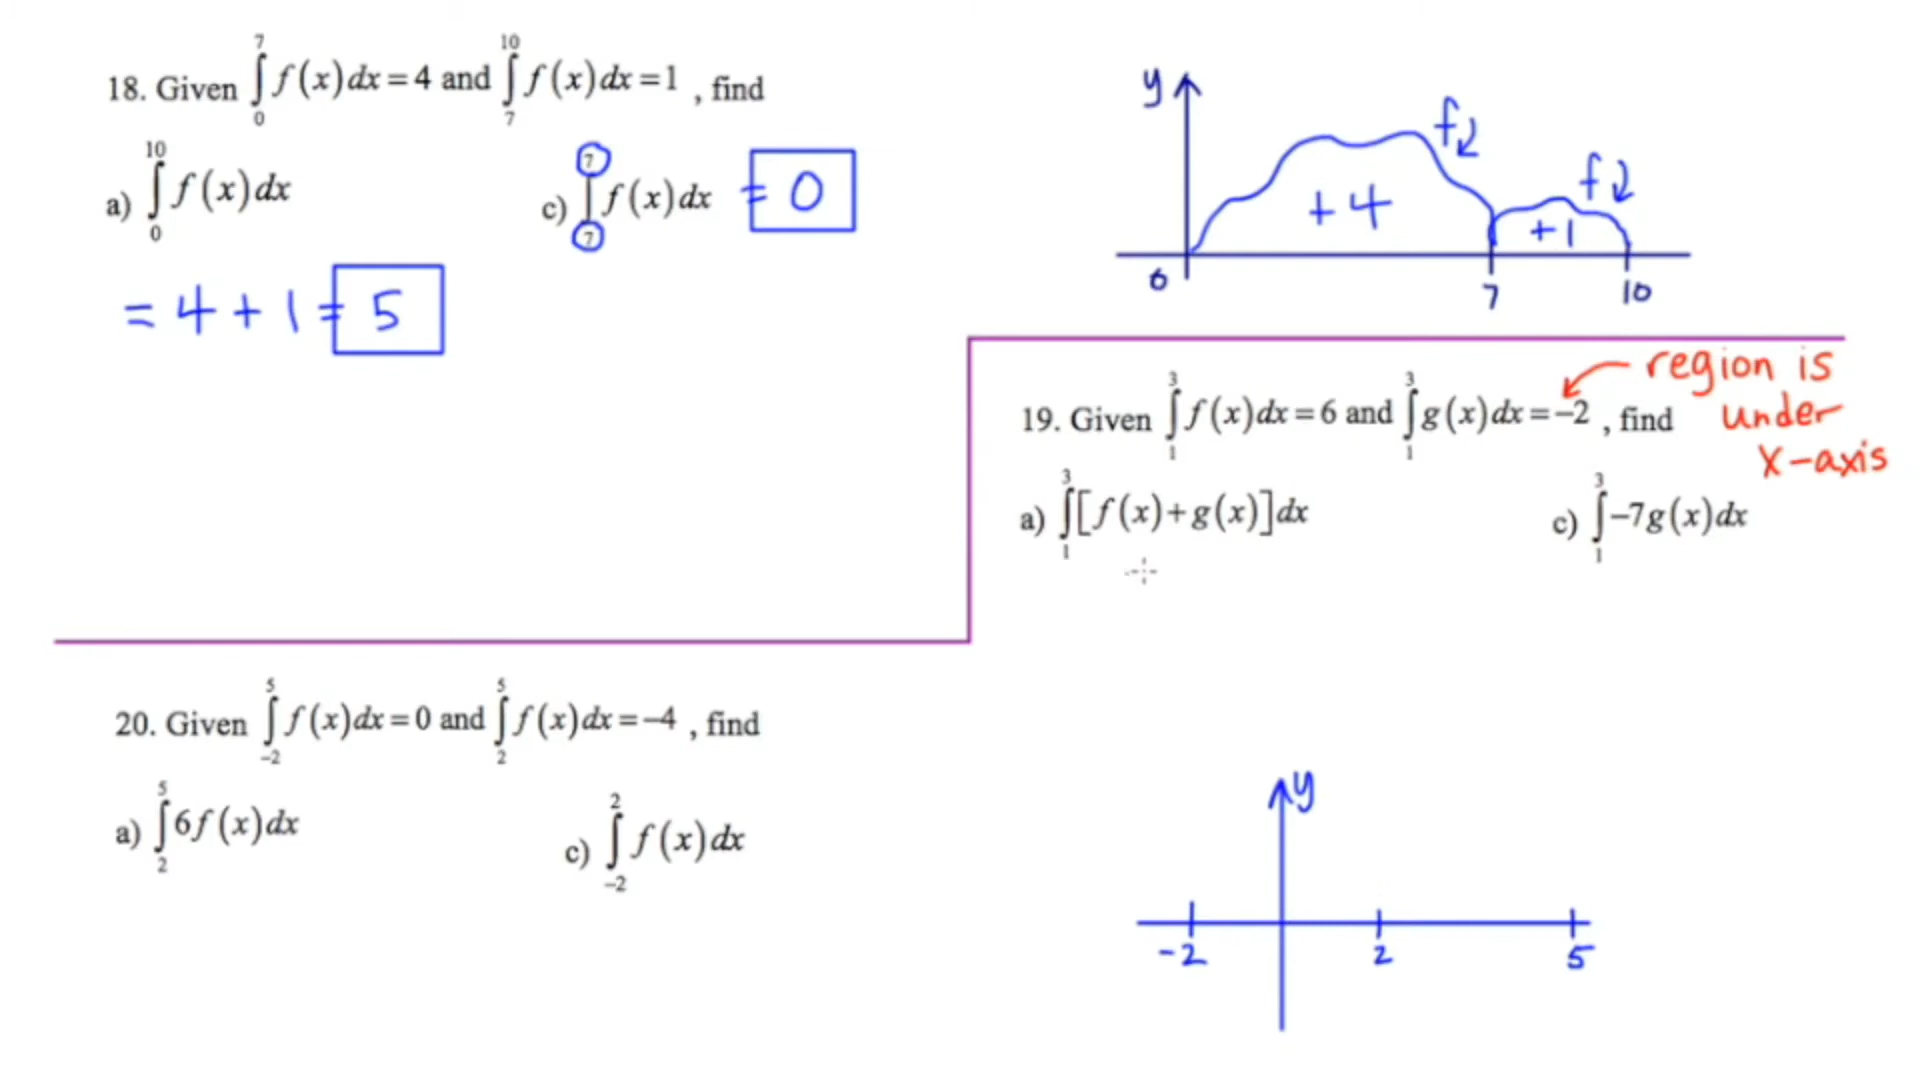 18. Given ∫₀⁷ f(x)dx = 4 and ∫₇¹⁰ f(x)dx = 1 , find
a) ∫₀¹⁰ f(x)dx
= 4 + 1 = 5
c) ∫₇⁷ f(x)dx = 0
y
f
f
+4
+1
0
7
10
19. Given ∫₁³ f(x)dx = 6 and ∫₁³ g(x)dx = −2 , find
region is
under
x-axis
a) ∫₁³ [f(x)+g(x)]dx
c) ∫₁³ −7g(x)dx
20. Given ∫₋₂⁵ f(x)dx = 0 and ∫₂⁵ f(x)dx = −4 , find
a) ∫₂⁵ 6f(x)dx
c) ∫₋₂² f(x)dx
y
-2
2
5